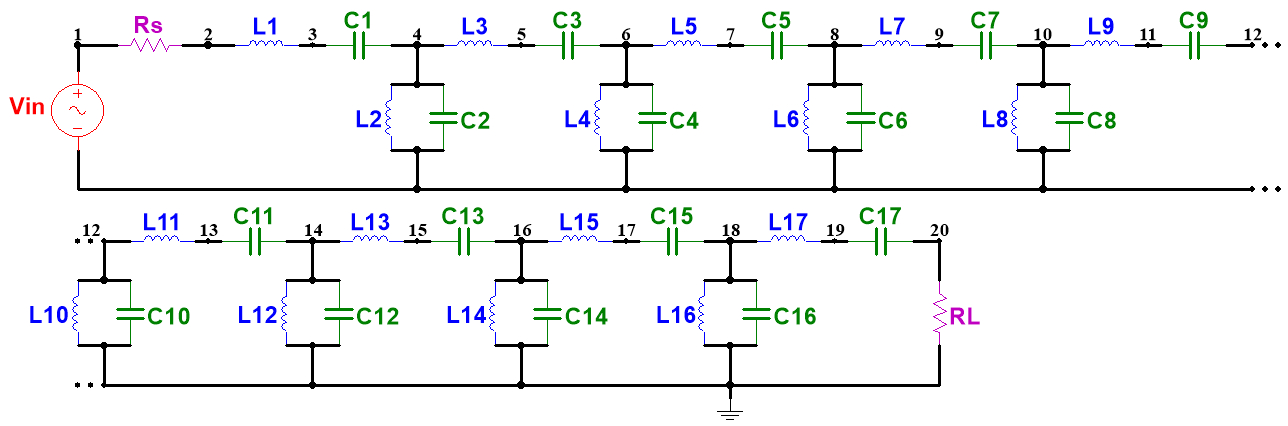 Rs L1 C1 L3 C3 L5 C5 L7 C7 L9 C9
1 2 3 4 5 6 7 8 9 10 11 12
Vin + − L2 C2 L4 C4 L6 C6 L8 C8
L11 C11 L13 C13 L15 C15 L17 C17
12 13 14 15 16 17 18 19 20
L10 C10 L12 C12 L14 C14 L16 C16 RL